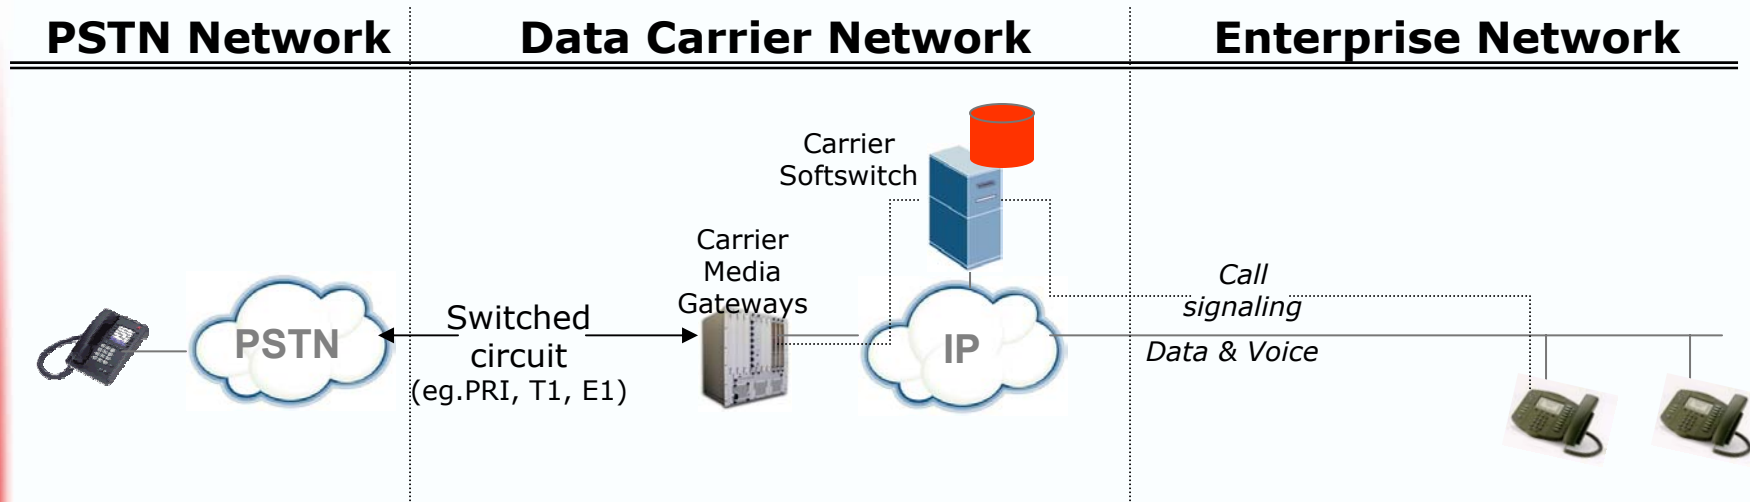 PSTN Network
Data Carrier Network
Enterprise Network
Carrier
Softswitch
Carrier
Media
Gateways
Call
signaling
Switched
circuit
(eg.PRI, T1, E1)
PSTN
IP
Data & Voice